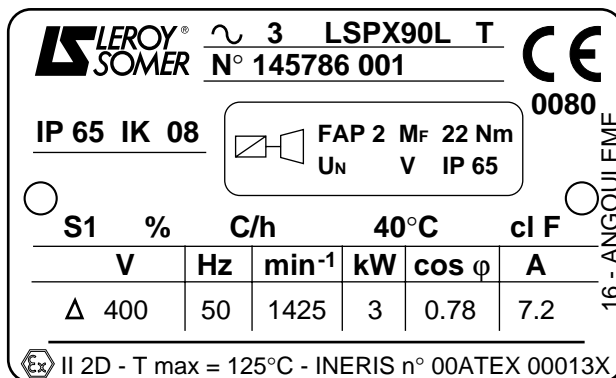 LEROY® ∿ 3 LSPX90L T
SOMER N° 145786 001
CE
0080
IP 65 IK 08
FAP 2 MF 22 Nm
UN V IP 65
S1 % C/h 40°C cl F
V Hz min-1 kW cos φ A
Δ 400 50 1425 3 0.78 7.2
Ex II 2D - T max = 125°C - INERIS n° 00ATEX 00013X
16 - ANGOULEME